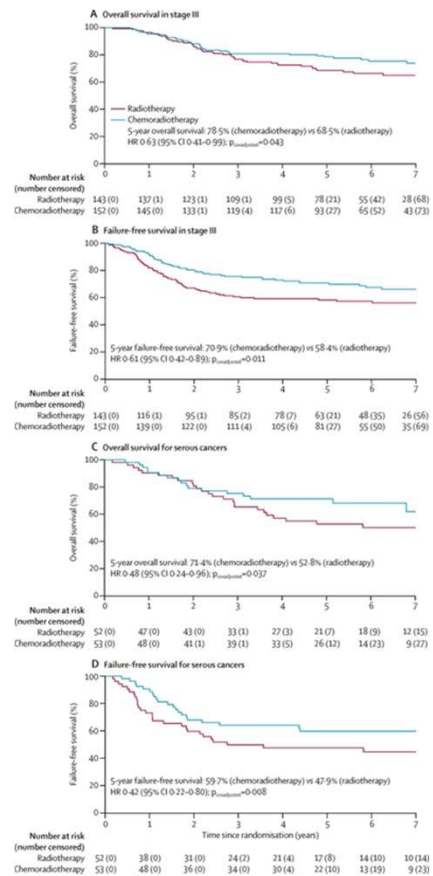 A Overall survival in stage III
Overall survival (%)
100
80
60
40
20
0
Radiotherapy
Chemoradiotherapy
5-year overall survival: 78·5% (chemoradiotherapy) vs 68·5% (radiotherapy)
HR 0·63 (95% CI 0·41–0·99); punadjusted=0·043
0 1 2 3 4 5 6 7
Number at risk
(number censored)
Radiotherapy 143 (0) 137 (1) 123 (1) 109 (1) 99 (5) 78 (21) 55 (42) 28 (68)
Chemoradiotherapy 152 (0) 145 (0) 133 (1) 119 (4) 117 (6) 93 (27) 65 (52) 43 (73)
B Failure-free survival in stage III
Failure-free survival (%)
100
80
60
40
20
0
5-year failure-free survival: 70·9% (chemoradiotherapy) vs 58·4% (radiotherapy)
HR 0·61 (95% CI 0·42–0·89); punadjusted=0·011
0 1 2 3 4 5 6 7
Number at risk
(number censored)
Radiotherapy 143 (0) 116 (1) 95 (1) 85 (2) 78 (7) 63 (21) 48 (35) 26 (56)
Chemoradiotherapy 152 (0) 139 (0) 122 (0) 111 (4) 105 (6) 81 (27) 55 (50) 35 (69)
C Overall survival for serous cancers
Overall survival (%)
100
80
60
40
20
0
5-year overall survival: 71·4% (chemoradiotherapy) vs 52·8% (radiotherapy)
HR 0·48 (95% CI 0·24–0·96); punadjusted=0·037
0 1 2 3 4 5 6 7
Number at risk
(number censored)
Radiotherapy 52 (0) 47 (0) 43 (0) 33 (1) 27 (3) 21 (7) 18 (9) 12 (15)
Chemoradiotherapy 53 (0) 48 (0) 41 (1) 39 (1) 33 (5) 26 (12) 14 (23) 9 (27)
D Failure-free survival for serous cancers
Failure-free survival (%)
100
80
60
40
20
0
5-year failure-free survival: 59·7% (chemoradiotherapy) vs 47·9% (radiotherapy)
HR 0·42 (95% CI 0·22–0·80); punadjusted=0·008
0 1 2 3 4 5 6 7
Time since randomisation (years)
Number at risk
(number censored)
Radiotherapy 52 (0) 38 (0) 31 (0) 24 (2) 21 (4) 17 (8) 14 (10) 10 (14)
Chemoradiotherapy 53 (0) 48 (0) 36 (0) 34 (0) 30 (4) 22 (10) 13 (19) 9 (23)